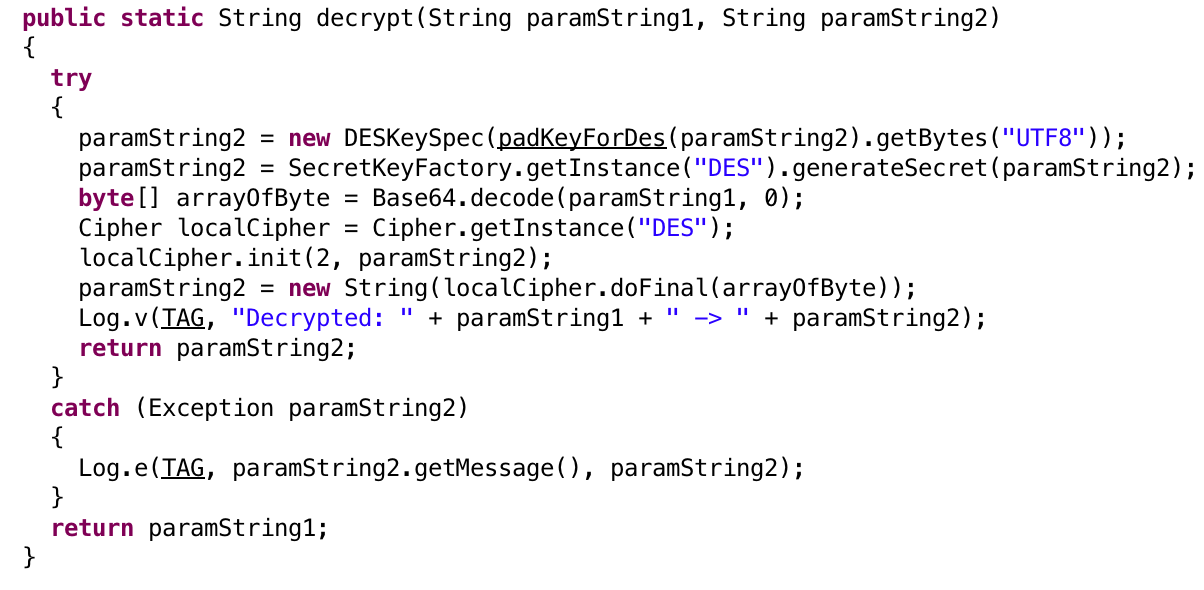 public static String decrypt(String paramString1, String paramString2)
{
  try
  {
    paramString2 = new DESKeySpec(padKeyForDes(paramString2).getBytes("UTF8"));
    paramString2 = SecretKeyFactory.getInstance("DES").generateSecret(paramString2);
    byte[] arrayOfByte = Base64.decode(paramString1, 0);
    Cipher localCipher = Cipher.getInstance("DES");
    localCipher.init(2, paramString2);
    paramString2 = new String(localCipher.doFinal(arrayOfByte));
    Log.v(TAG, "Decrypted: " + paramString1 + " -> " + paramString2);
    return paramString2;
  }
  catch (Exception paramString2)
  {
    Log.e(TAG, paramString2.getMessage(), paramString2);
  }
  return paramString1;
}